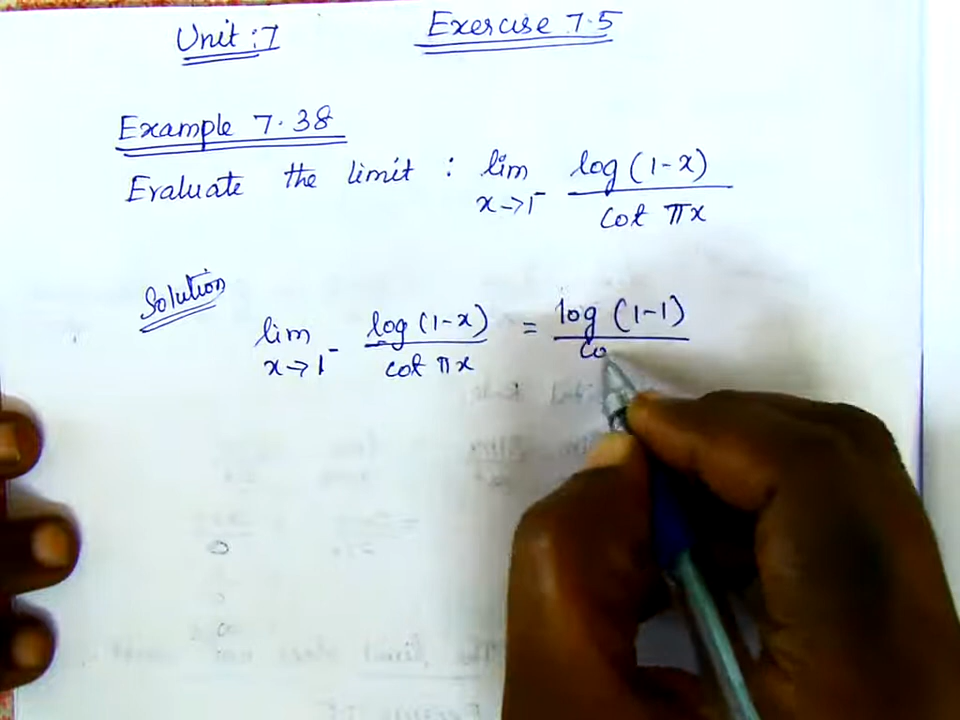 Unit : 7 Exercise 7.5
Example 7.38
Evaluate the limit : lim x→1⁻ log(1-x) / cot πx
Solution
lim x→1⁻ log(1-x) / cot πx = log(1-1) / co